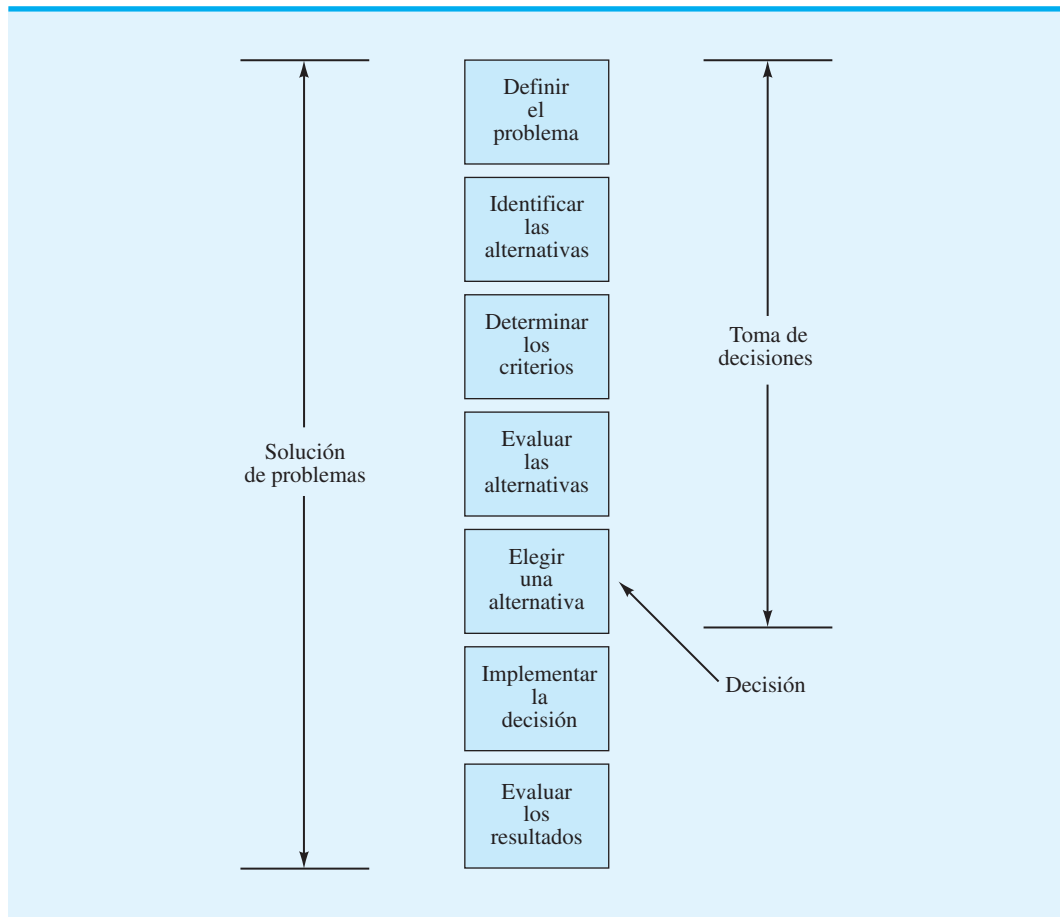 Definir
el
problema
Identificar
las
alternativas
Determinar
los
criterios
Toma de
decisiones
Evaluar
las
alternativas
Solución
de problemas
Elegir
una
alternativa
Implementar
la
decisión
Decisión
Evaluar
los
resultados